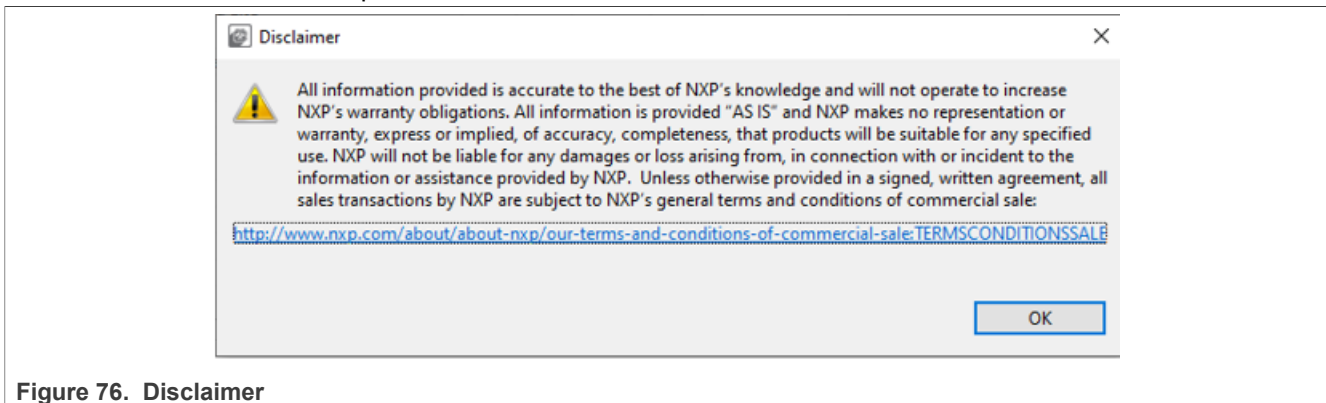 Disclaimer
All information provided is accurate to the best of NXP's knowledge and will not operate to increase
NXP's warranty obligations. All information is provided "AS IS" and NXP makes no representation or
warranty, express or implied, of accuracy, completeness, that products will be suitable for any specified
use. NXP will not be liable for any damages or loss arising from, in connection with or incident to the
information or assistance provided by NXP.  Unless otherwise provided in a signed, written agreement, all
sales transactions by NXP are subject to NXP's general terms and conditions of commercial sale:
http://www.nxp.com/about/about-nxp/our-terms-and-conditions-of-commercial-sale:TERMSCONDITIONSSALE
OK
Figure 76. Disclaimer